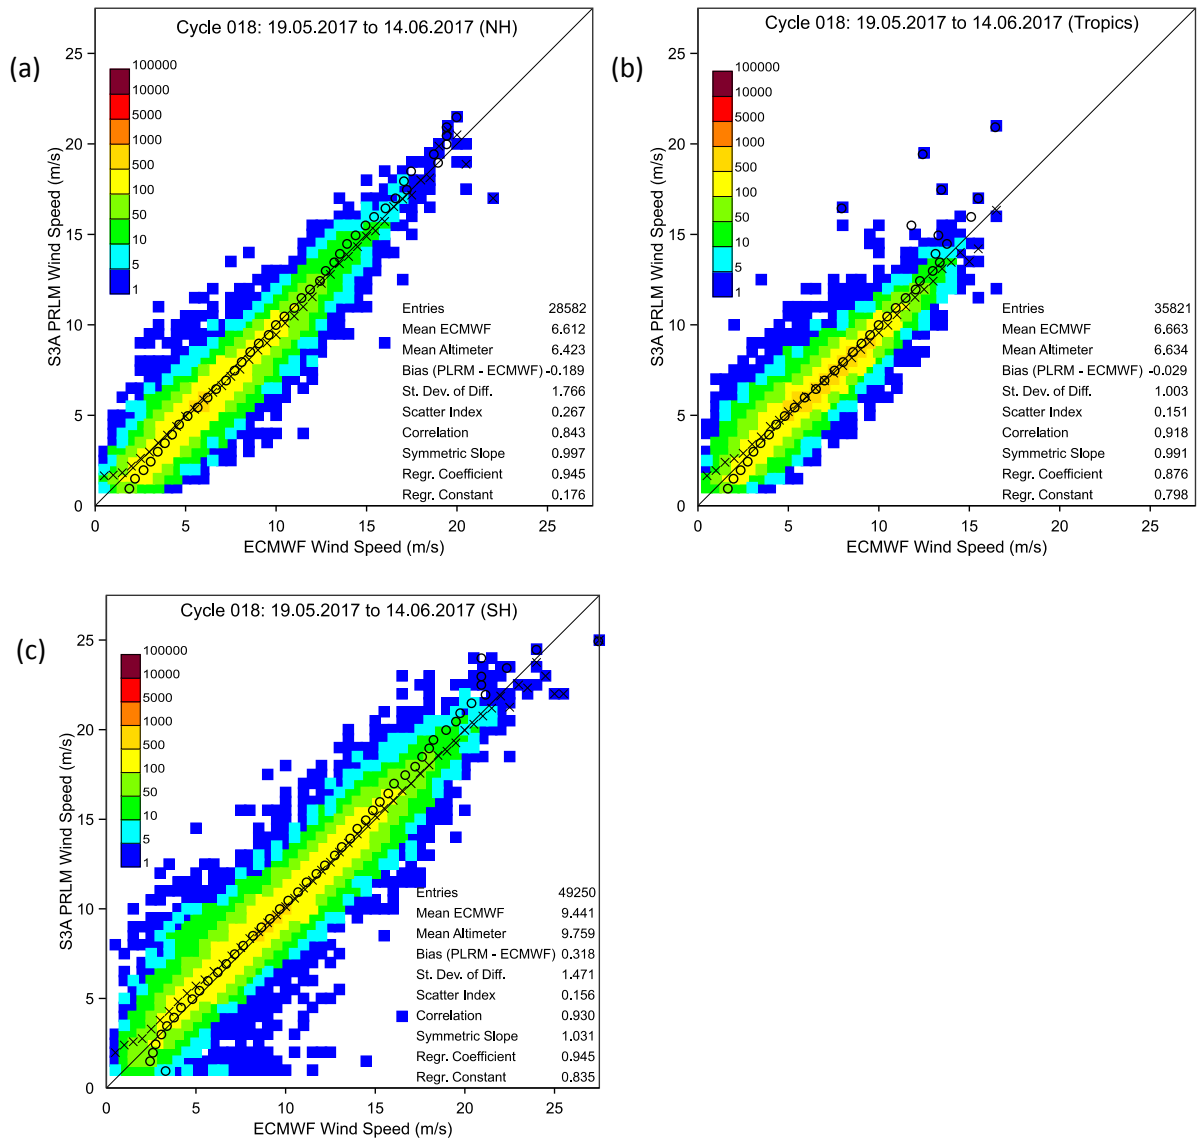 (a)
Cycle 018: 19.05.2017 to 14.06.2017 (NH)
S3A PRLM Wind Speed (m/s)
25
20
15
10
5
0
100000
10000
5000
1000
500
100
50
10
5
1
Entries 28582
Mean ECMWF 6.612
Mean Altimeter 6.423
Bias (PLRM - ECMWF) -0.189
St. Dev. of Diff. 1.766
Scatter Index 0.267
Correlation 0.843
Symmetric Slope 0.997
Regr. Coefficient 0.945
Regr. Constant 0.176
0 5 10 15 20 25
ECMWF Wind Speed (m/s)
(b)
Cycle 018: 19.05.2017 to 14.06.2017 (Tropics)
S3A PRLM Wind Speed (m/s)
25
20
15
10
5
0
100000
10000
5000
1000
500
100
50
10
5
1
Entries 35821
Mean ECMWF 6.663
Mean Altimeter 6.634
Bias (PLRM - ECMWF) -0.029
St. Dev. of Diff. 1.003
Scatter Index 0.151
Correlation 0.918
Symmetric Slope 0.991
Regr. Coefficient 0.876
Regr. Constant 0.798
0 5 10 15 20 25
ECMWF Wind Speed (m/s)
(c)
Cycle 018: 19.05.2017 to 14.06.2017 (SH)
S3A PRLM Wind Speed (m/s)
25
20
15
10
5
0
100000
10000
5000
1000
500
100
50
10
5
1
Entries 49250
Mean ECMWF 9.441
Mean Altimeter 9.759
Bias (PLRM - ECMWF) 0.318
St. Dev. of Diff. 1.471
Scatter Index 0.156
Correlation 0.930
Symmetric Slope 1.031
Regr. Coefficient 0.945
Regr. Constant 0.835
0 5 10 15 20 25
ECMWF Wind Speed (m/s)